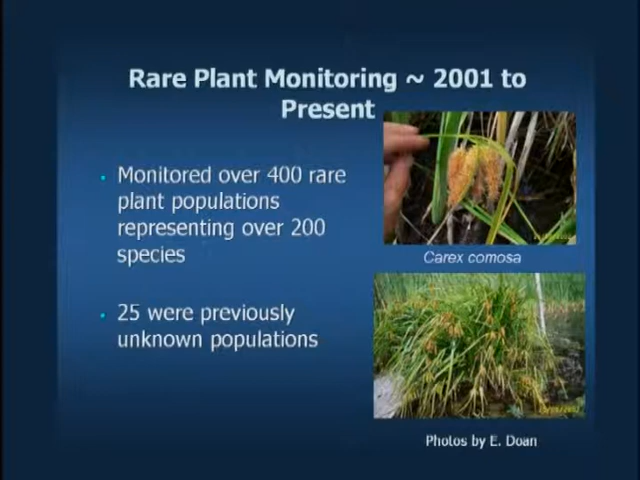 Rare Plant Monitoring ~ 2001 to
Present
• Monitored over 400 rare
plant populations
representing over 200
species
• 25 were previously
unknown populations
Carex comosa
Photos by E. Doan